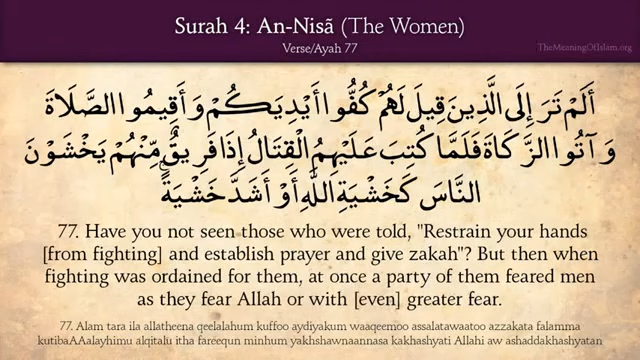 Surah 4: An-Nisã (The Women)
Verse/Ayah 77
TheMeaningOfIslam.org
أَلَمْ تَرَ إِلَى الَّذِينَ قِيلَ لَهُمْ كُفُّوا أَيْدِيَكُمْ وَأَقِيمُوا الصَّلَاةَ
وَآتُوا الزَّكَاةَ فَلَمَّا كُتِبَ عَلَيْهِمُ الْقِتَالُ إِذَا فَرِيقٌ مِّنْهُمْ يَخْشَوْنَ
النَّاسَ كَخَشْيَةِ اللَّهِ أَوْ أَشَدَّ خَشْيَةً ۚ
77. Have you not seen those who were told, "Restrain your hands
[from fighting] and establish prayer and give zakah"? But then when
fighting was ordained for them, at once a party of them feared men
as they fear Allah or with [even] greater fear.
77. Alam tara ila allatheena qeelalahum kuffoo aydiyakum waaqeemoo assalatawaatoo azzakata falamma
kutibaAAalayhimu alqitalu itha fareequn minhum yakhshawnaannasa kakhashyati Allahi aw ashaddakhashyatan